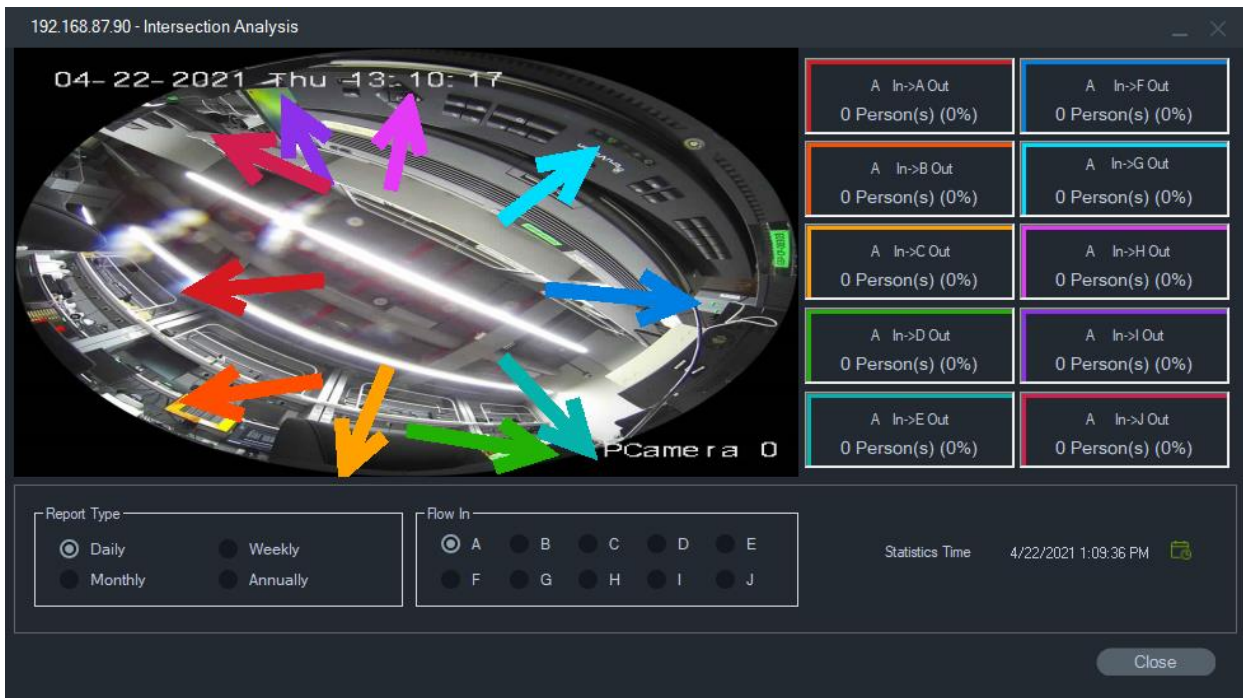 192.168.87.90 - Intersection Analysis
04-22-2021 Thu 13:10:17
PCamera 0
A In->A Out
0 Person(s) (0%)
A In->F Out
0 Person(s) (0%)
A In->B Out
0 Person(s) (0%)
A In->G Out
0 Person(s) (0%)
A In->C Out
0 Person(s) (0%)
A In->H Out
0 Person(s) (0%)
A In->D Out
0 Person(s) (0%)
A In->I Out
0 Person(s) (0%)
A In->E Out
0 Person(s) (0%)
A In->J Out
0 Person(s) (0%)
Report Type
Daily
Weekly
Monthly
Annually
Flow In
A B C D E
F G H I J
Statistics Time 4/22/2021 1:09:36 PM
Close